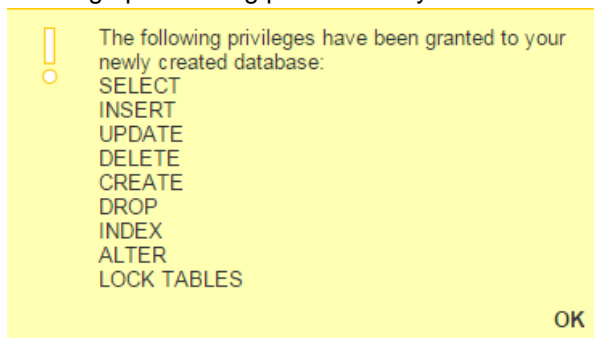 The following privileges have been granted to your
newly created database:
SELECT
INSERT
UPDATE
DELETE
CREATE
DROP
INDEX
ALTER
LOCK TABLES
OK